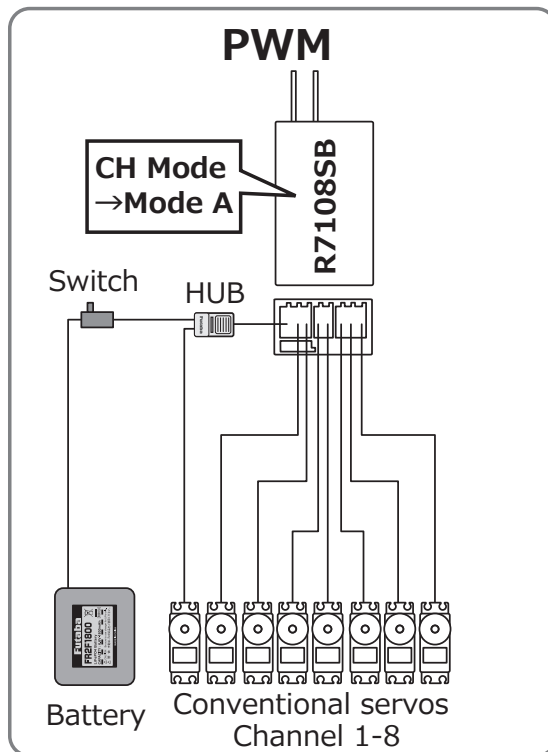 PWM
CH Mode
→Mode A
R7108SB
Switch
HUB
Futaba
FR2F1800
Battery
Conventional servos
Channel 1-8